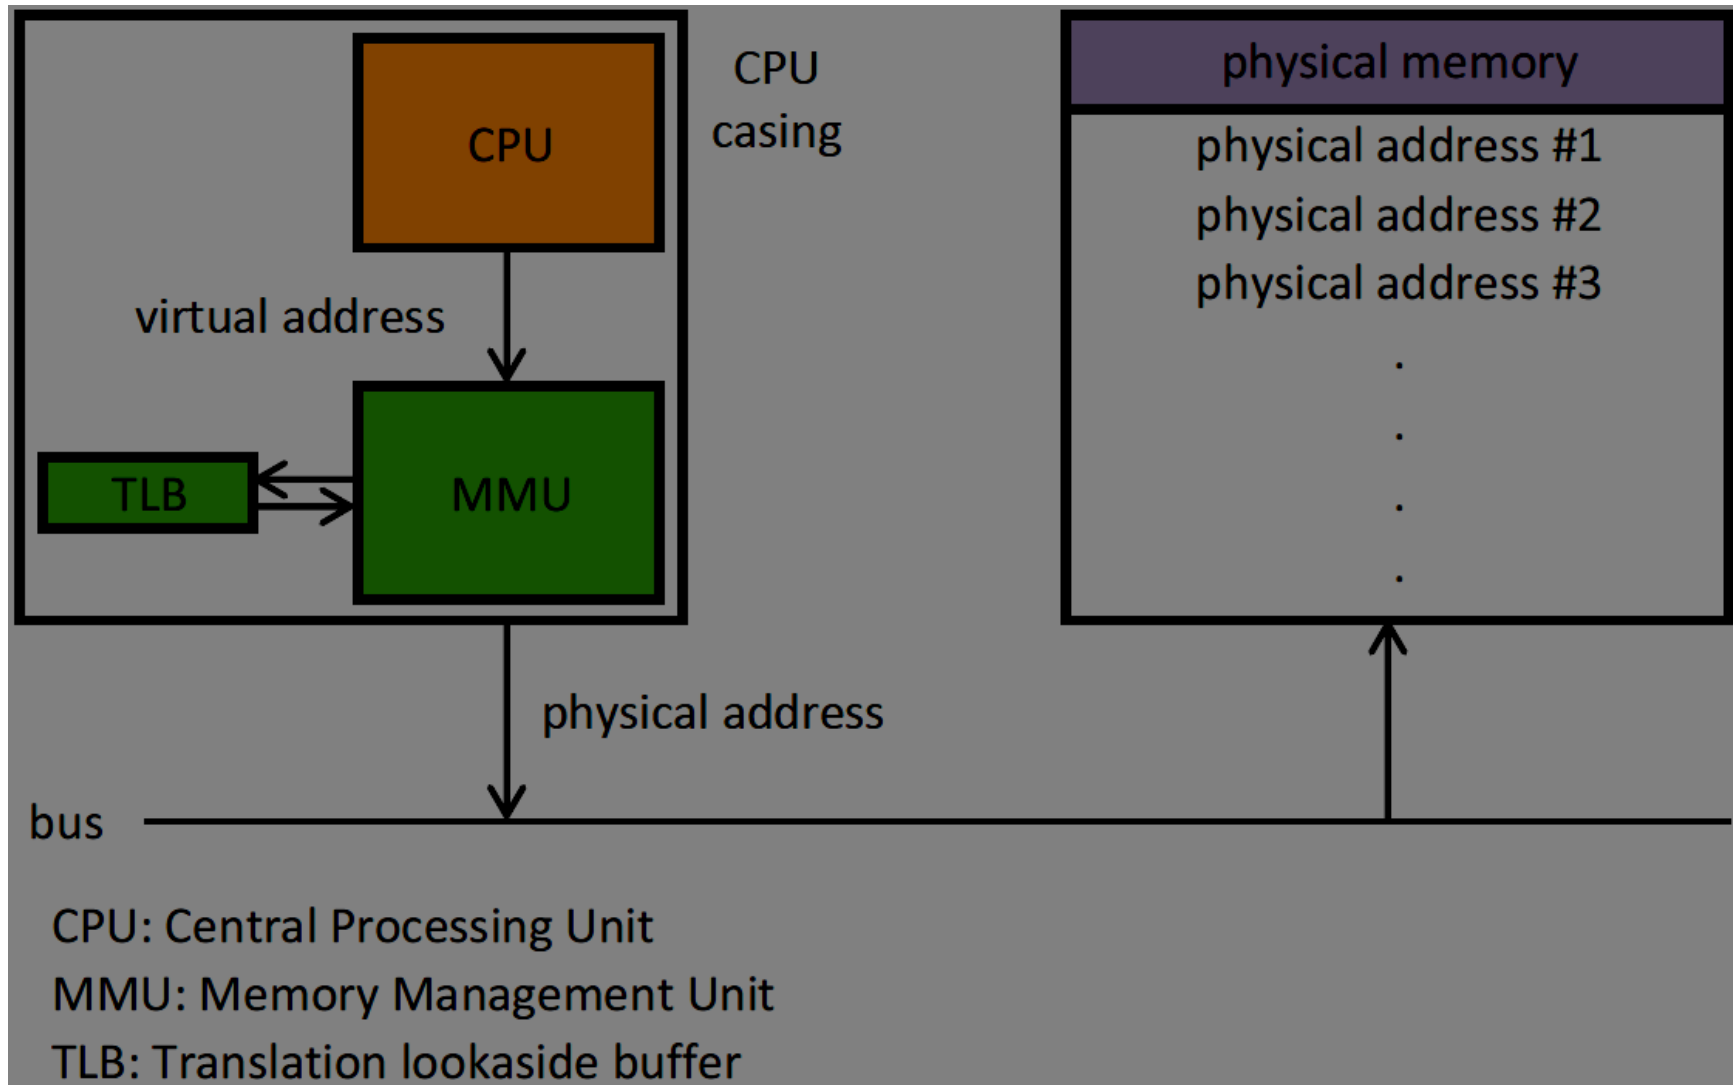 CPU
CPU
casing
virtual address
TLB
MMU
physical memory
physical address #1
physical address #2
physical address #3
.
.
.
.
physical address
bus
CPU: Central Processing Unit
MMU: Memory Management Unit
TLB: Translation lookaside buffer